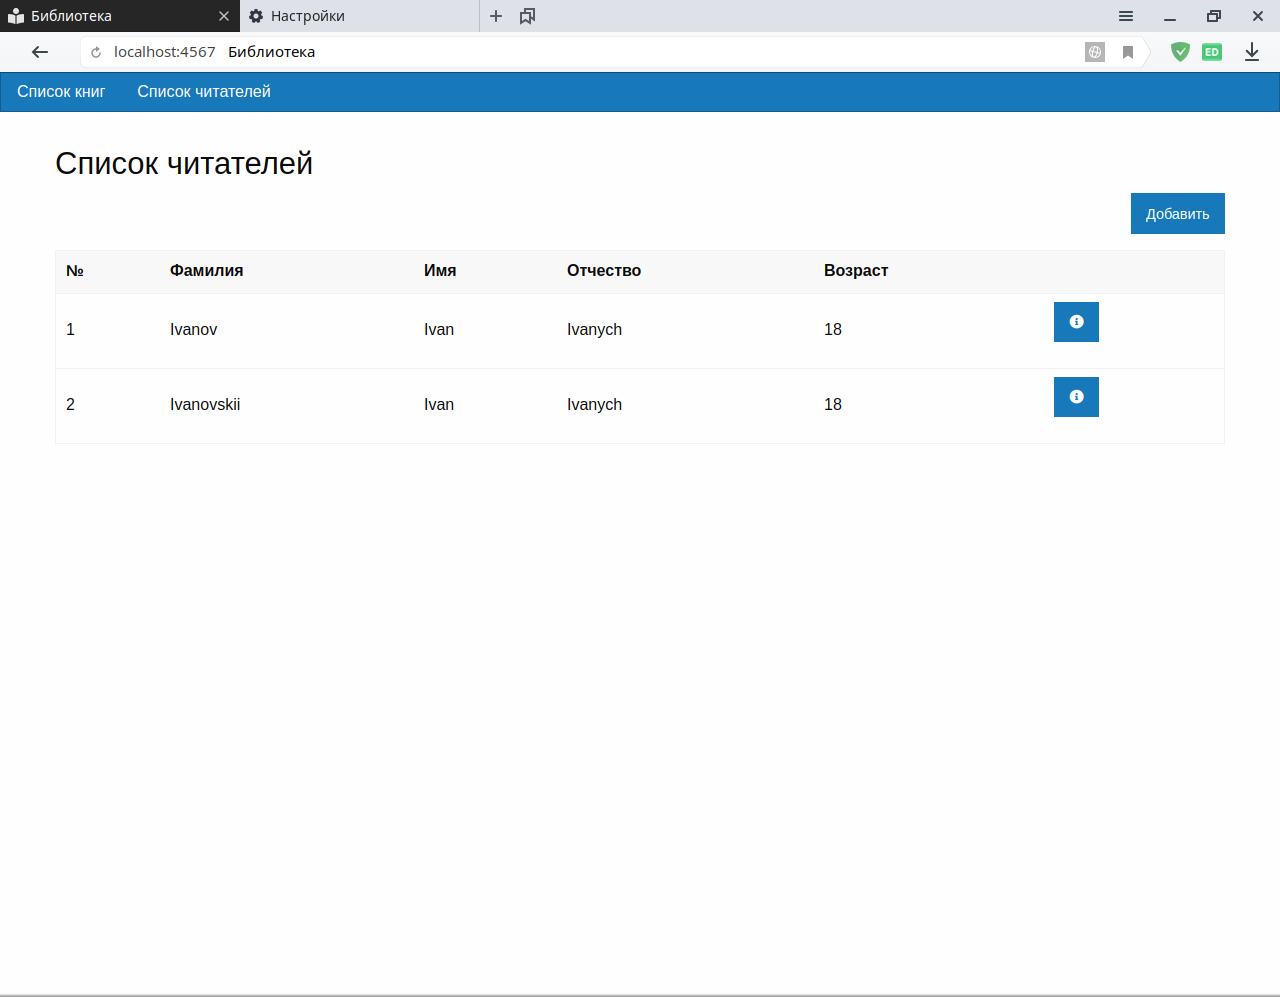 Библиотека Настройки
localhost:4567 Библиотека ED
Список книг Список читателей
Список читателей
Добавить
№ Фамилия Имя Отчество Возраст
1 Ivanov Ivan Ivanych 18
2 Ivanovskii Ivan Ivanych 18